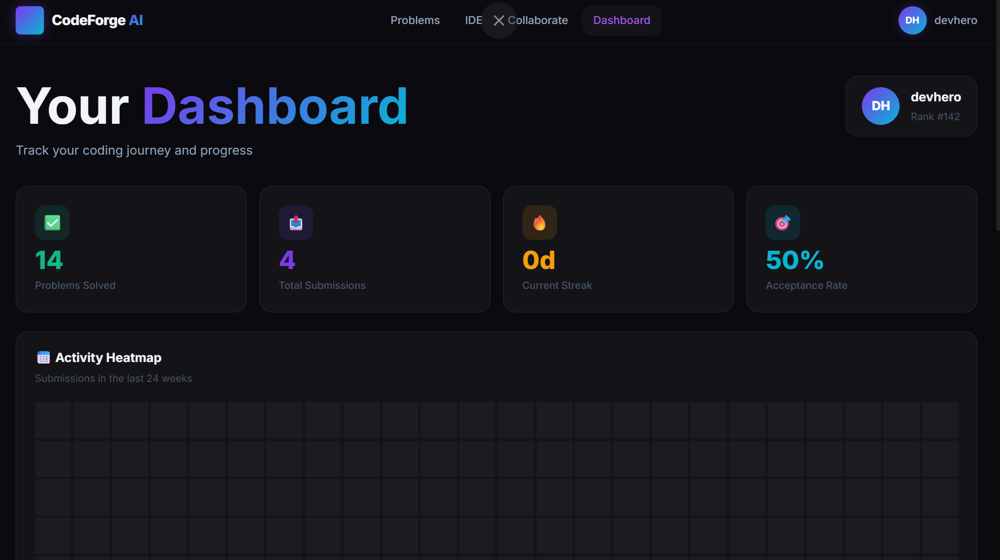 CodeForge AI
Problems
IDE
Collaborate
Dashboard
DH
devhero
Your Dashboard
Track your coding journey and progress
DH
devhero
Rank #142
14
Problems Solved
4
Total Submissions
0d
Current Streak
50%
Acceptance Rate
Activity Heatmap
Submissions in the last 24 weeks